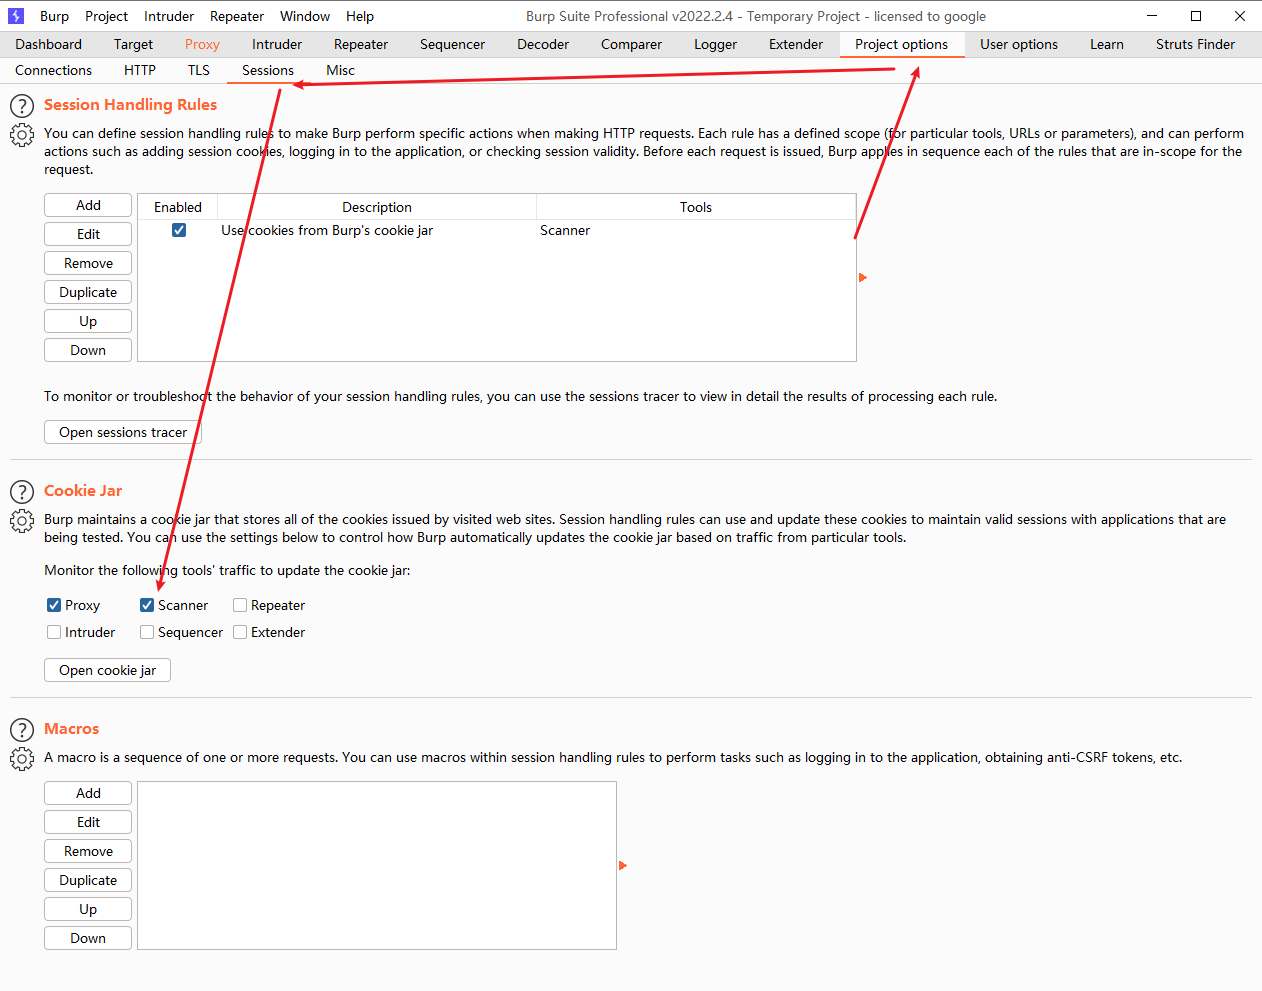 Burp Project Intruder Repeater Window Help Burp Suite Professional v2022.2.4 - Temporary Project - licensed to google
Dashboard Target Proxy Intruder Repeater Sequencer Decoder Comparer Logger Extender Project options User options Learn Struts Finder
Connections HTTP TLS Sessions Misc
? Session Handling Rules
You can define session handling rules to make Burp perform specific actions when making HTTP requests. Each rule has a defined scope (for particular tools, URLs or parameters), and can perform
actions such as adding session cookies, logging in to the application, or checking session validity. Before each request is issued, Burp applies in sequence each of the rules that are in-scope for the
request.
Add
Edit
Remove
Duplicate
Up
Down
Enabled Description Tools
Use cookies from Burp's cookie jar Scanner
To monitor or troubleshoot the behavior of your session handling rules, you can use the sessions tracer to view in detail the results of processing each rule.
Open sessions tracer
? Cookie Jar
Burp maintains a cookie jar that stores all of the cookies issued by visited web sites. Session handling rules can use and update these cookies to maintain valid sessions with applications that are
being tested. You can use the settings below to control how Burp automatically updates the cookie jar based on traffic from particular tools.
Monitor the following tools' traffic to update the cookie jar:
Proxy Scanner Repeater
Intruder Sequencer Extender
Open cookie jar
? Macros
A macro is a sequence of one or more requests. You can use macros within session handling rules to perform tasks such as logging in to the application, obtaining anti-CSRF tokens, etc.
Add
Edit
Remove
Duplicate
Up
Down